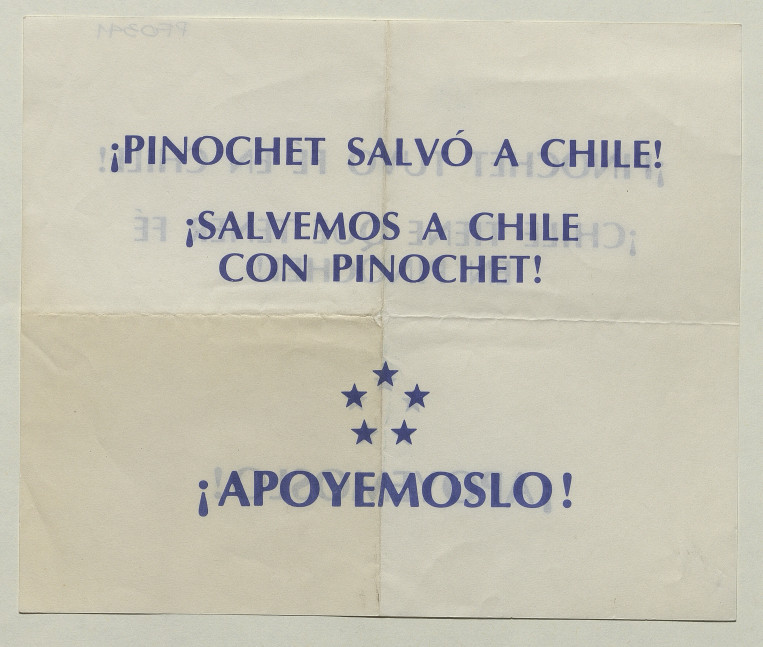 ¡PINOCHET SALVÓ A CHILE!
¡SALVEMOS A CHILE
CON PINOCHET!
¡APOYEMOSLO!